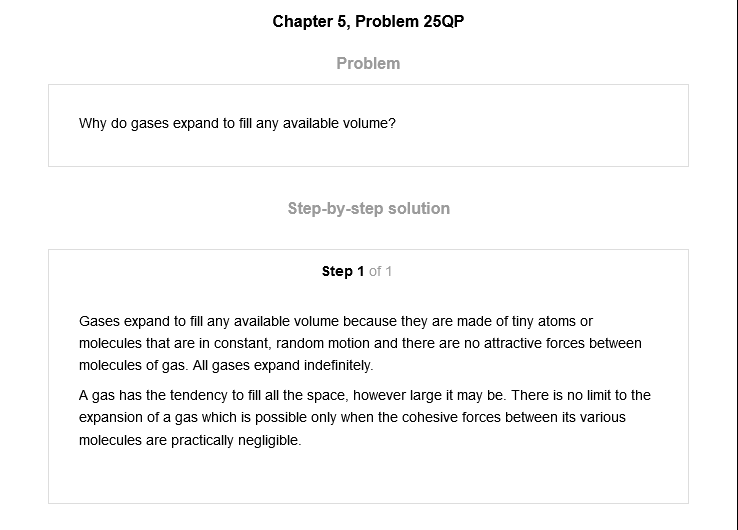 Chapter 5, Problem 25QP
Problem
Why do gases expand to fill any available volume?
Step-by-step solution
Step 1 of 1
Gases expand to fill any available volume because they are made of tiny atoms or
molecules that are in constant, random motion and there are no attractive forces between
molecules of gas. All gases expand indefinitely.
A gas has the tendency to fill all the space, however large it may be. There is no limit to the
expansion of a gas which is possible only when the cohesive forces between its various
molecules are practically negligible.